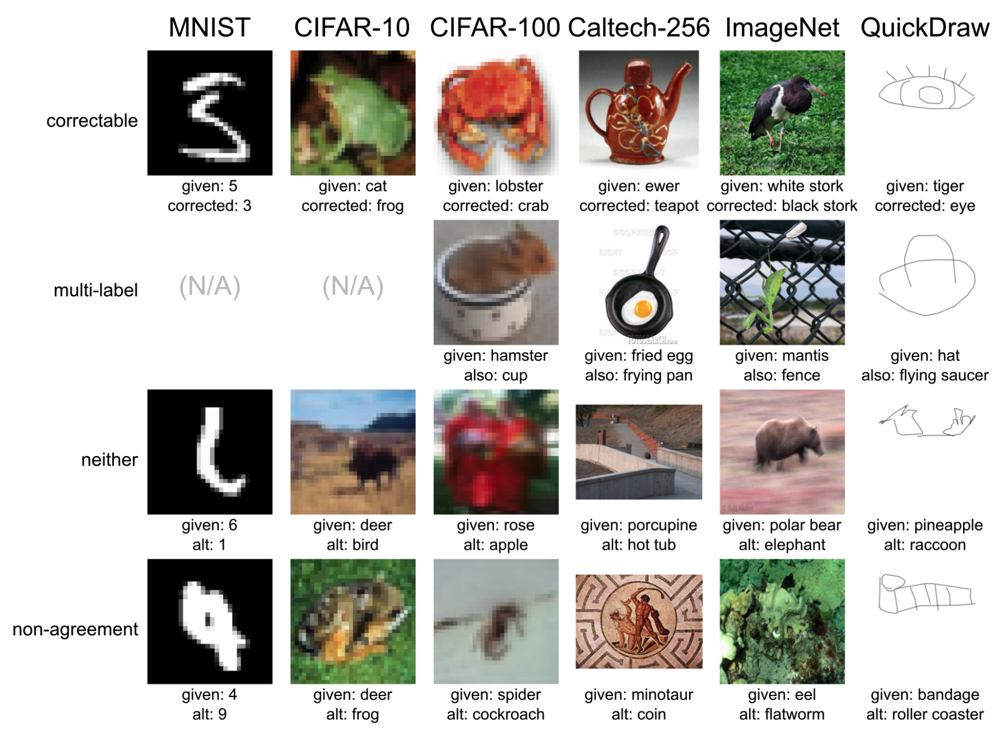 MNIST CIFAR-10 CIFAR-100 Caltech-256 ImageNet QuickDraw
correctable
given: 5 given: cat given: lobster given: ewer given: white stork given: tiger
corrected: 3 corrected: frog corrected: crab corrected: teapot corrected: black stork corrected: eye
multi-label
(N/A) (N/A)
FOTOSEARCH.com
given: hamster given: fried egg given: mantis given: hat
also: cup also: frying pan also: fence also: flying saucer
neither
© Rolf Hicker
given: 6 given: deer given: rose given: porcupine given: polar bear given: pineapple
alt: 1 alt: bird alt: apple alt: hot tub alt: elephant alt: raccoon
non-agreement
given: 4 given: deer given: spider given: minotaur given: eel given: bandage
alt: 9 alt: frog alt: cockroach alt: coin alt: flatworm alt: roller coaster